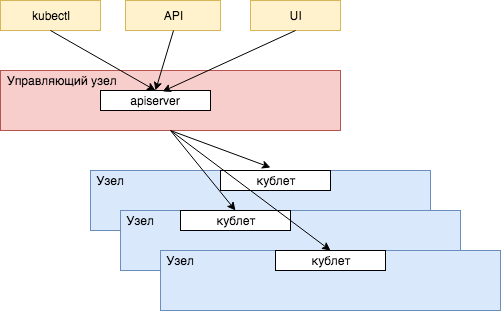 kubectl
API
UI
Управляющий узел
apiserver
Узел
кублет
Узел
кублет
Узел
кублет